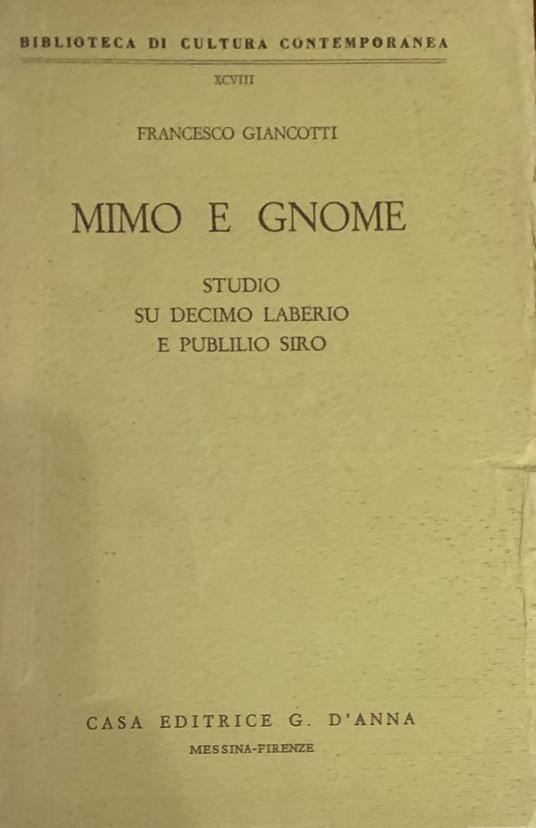 BIBLIOTECA DI CULTURA CONTEMPORANEA
XCVIII
FRANCESCO GIANCOTTI
MIMO E GNOME
STUDIO
SU DECIMO LABERIO
E PUBLILIO SIRO
CASA EDITRICE G. D'ANNA
MESSINA-FIRENZE